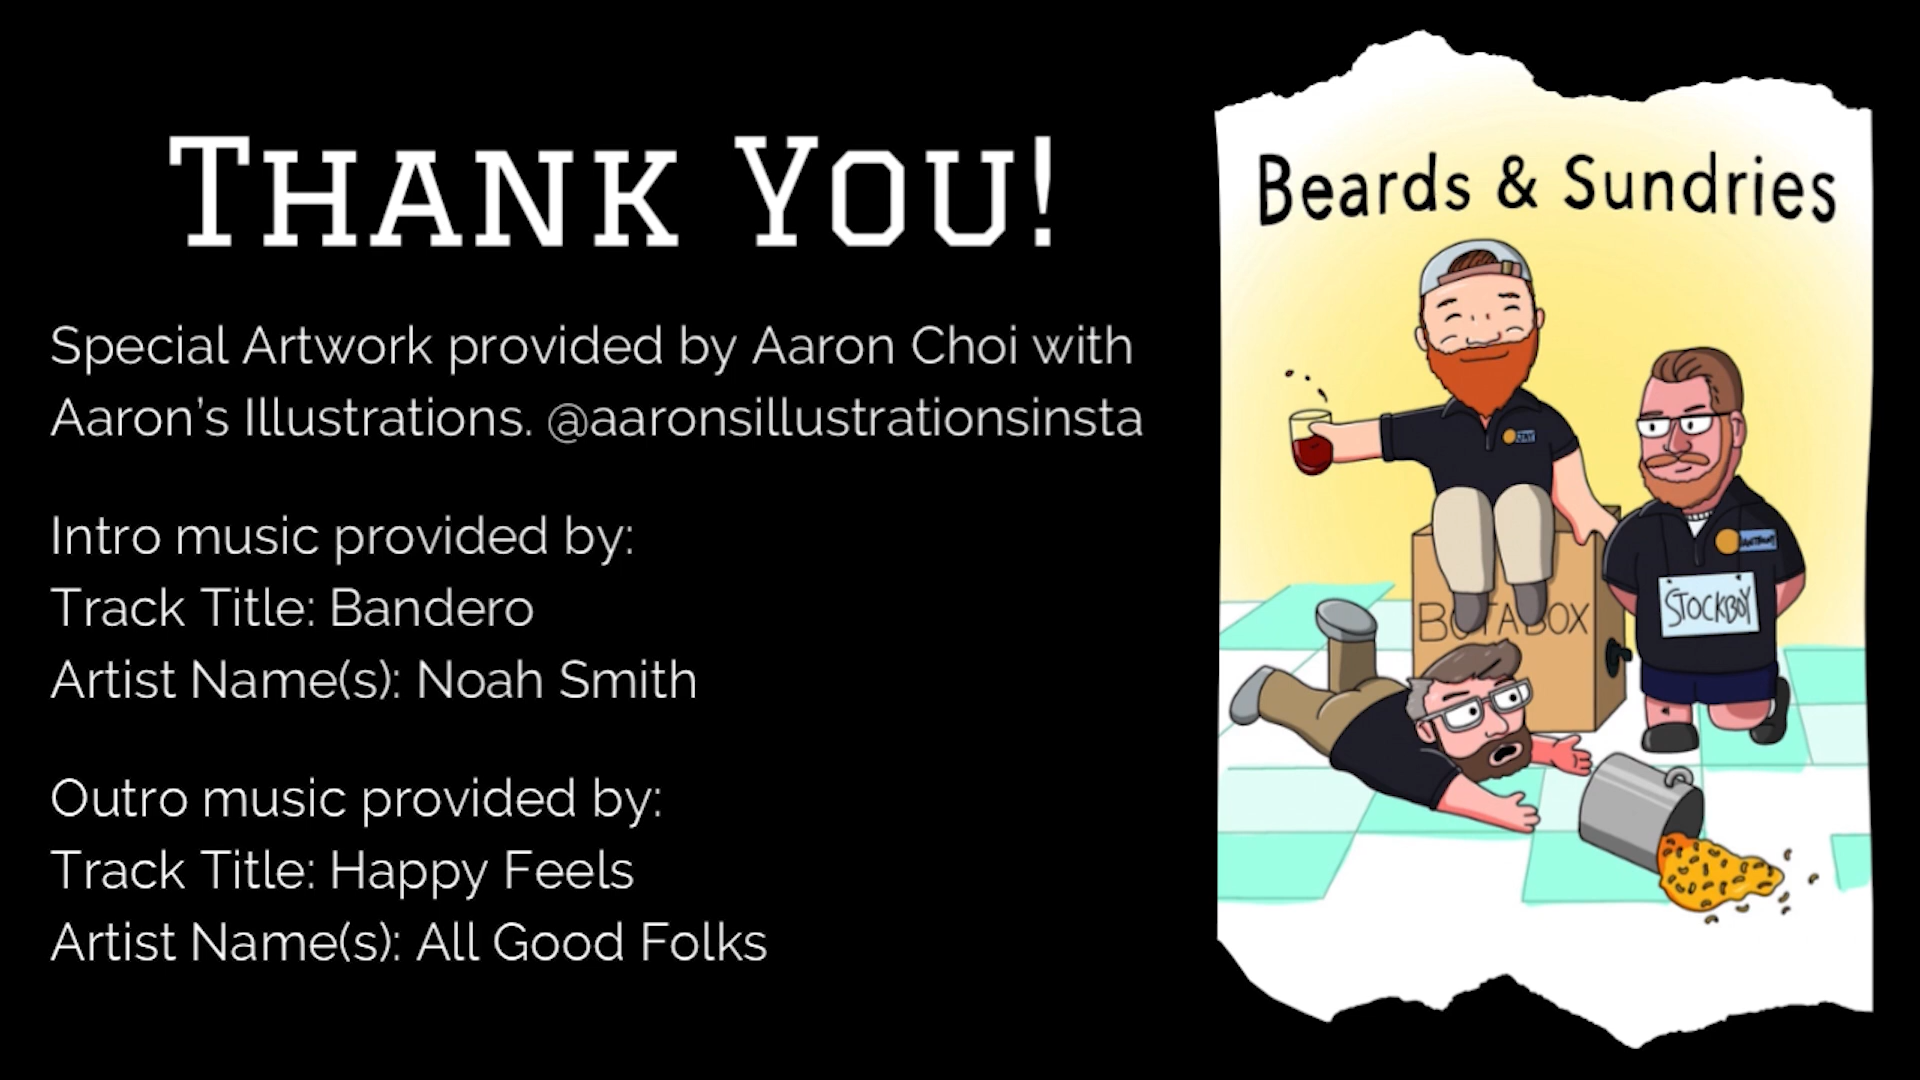 THANK YOU!
Special Artwork provided by Aaron Choi with
Aaron's Illustrations. @aaronsillustrationsinsta
Intro music provided by:
Track Title: Bandero
Artist Name(s): Noah Smith
Outro music provided by:
Track Title: Happy Feels
Artist Name(s): All Good Folks
Beards & Sundries
JAY
STOCKBOY
BOTABOX